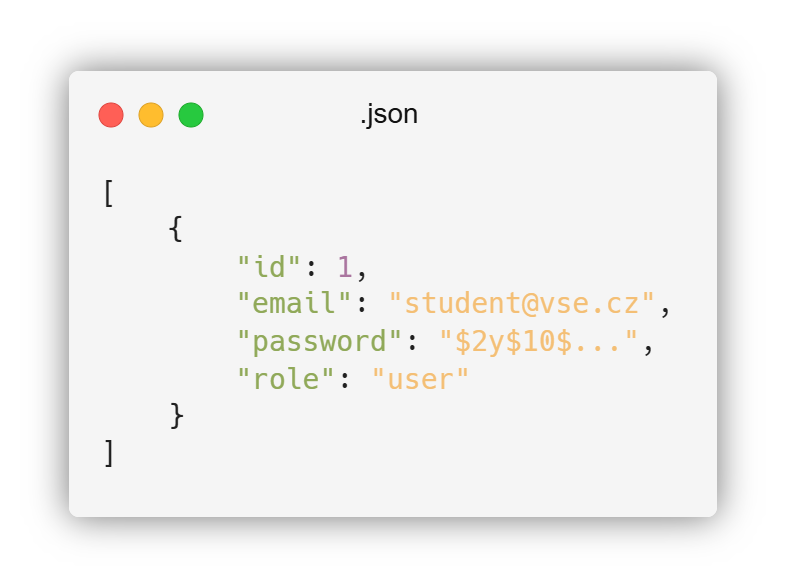 .json
[
    {
        "id": 1,
        "email": "student@vse.cz",
        "password": "$2y$10$...",
        "role": "user"
    }
]